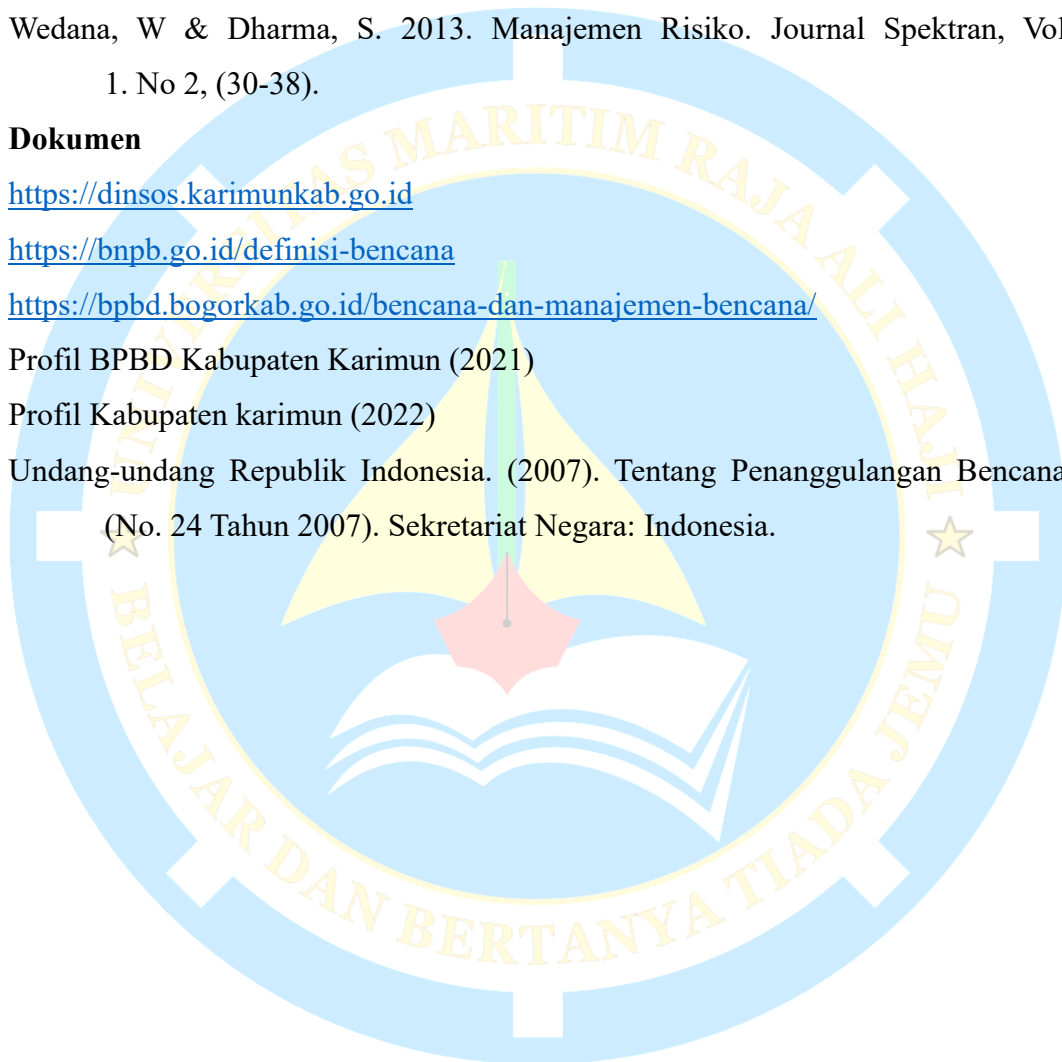 Wedana, W & Dharma, S. 2013. Manajemen Risiko. Journal Spektran, Vol
1. No 2, (30-38).
Dokumen
https://dinsos.karimunkab.go.id
https://bnpb.go.id/definisi-bencana
https://bpbd.bogorkab.go.id/bencana-dan-manajemen-bencana/
Profil BPBD Kabupaten Karimun (2021)
Profil Kabupaten karimun (2022)
Undang-undang Republik Indonesia. (2007). Tentang Penanggulangan Bencana
(No. 24 Tahun 2007). Sekretariat Negara: Indonesia.
UNIVERSITAS MARITIM RAJA ALI HAJI
BELAJAR DAN BERTANYA TIADA JEMU